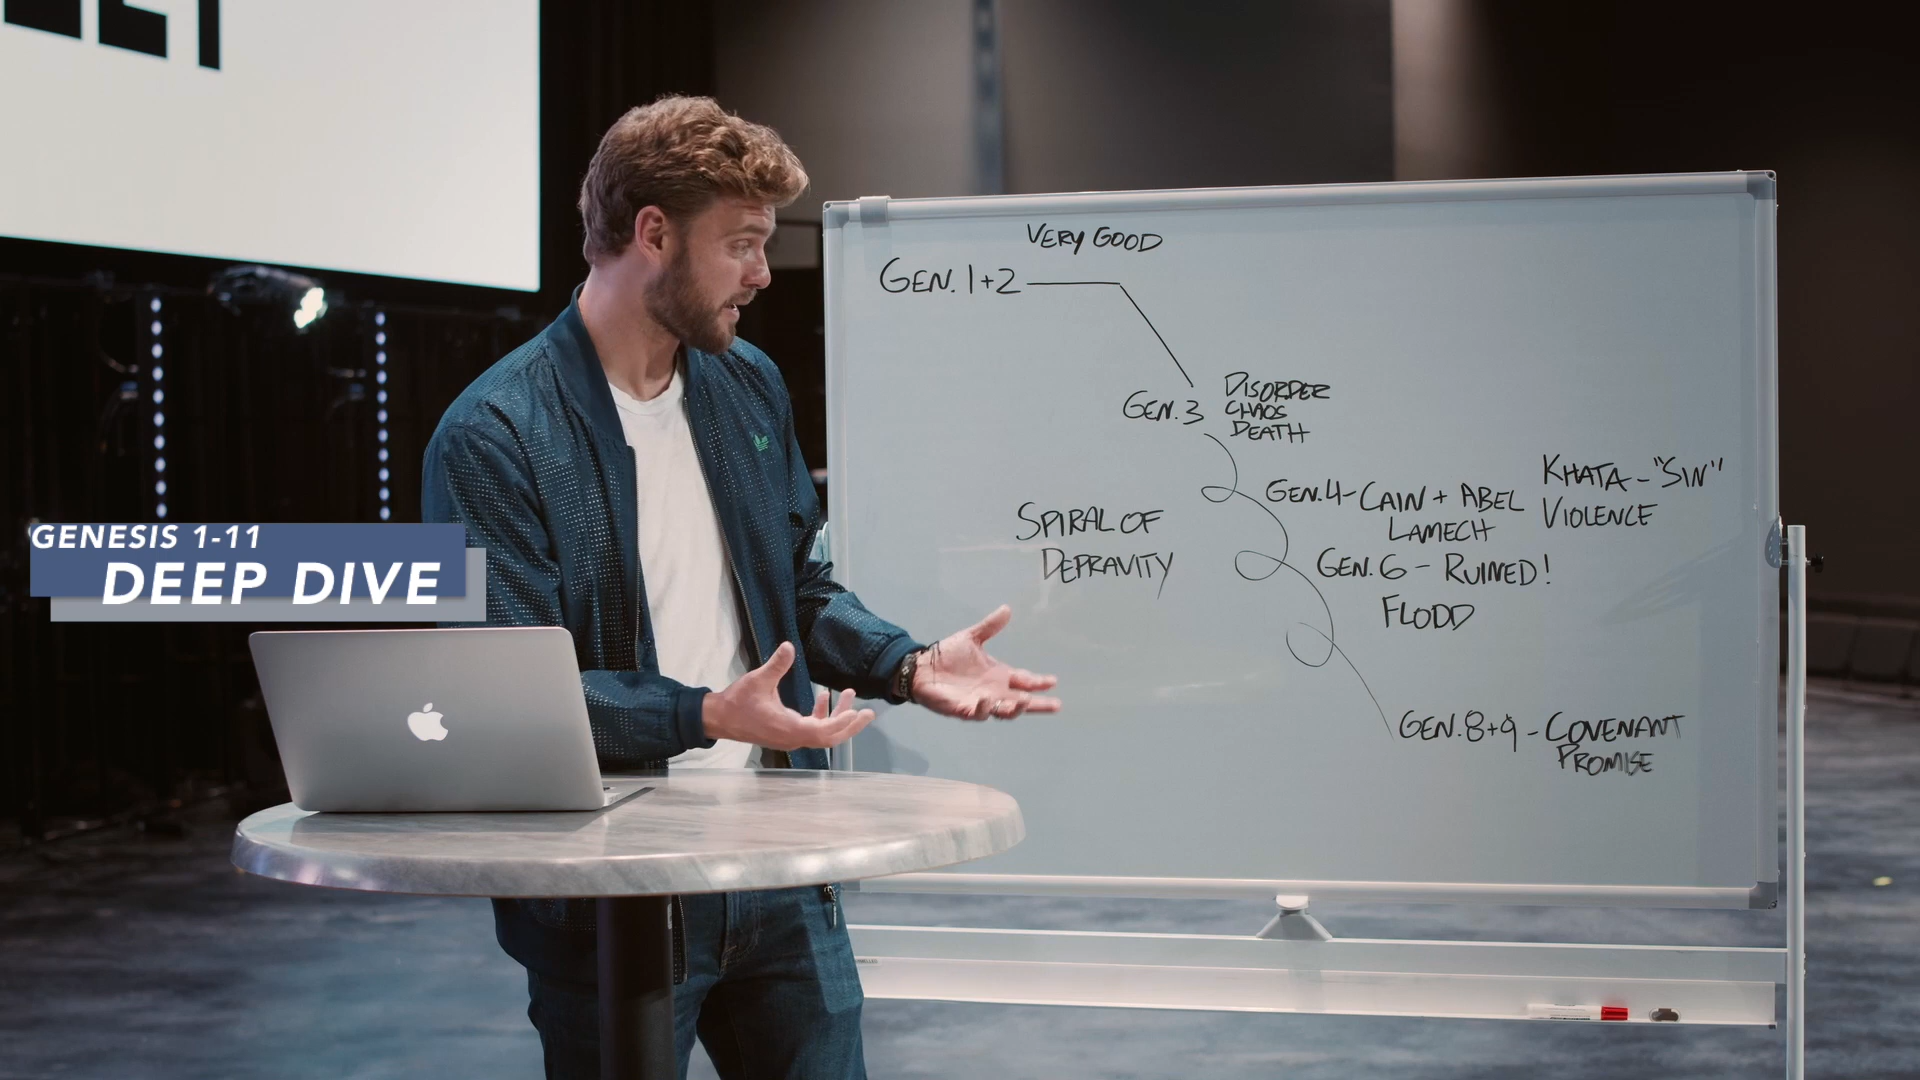 GENESIS 1-11
DEEP DIVE
VERY GOOD
GEN. 1+2
GEN. 3
DISORDER
CHAOS
DEATH
SPIRAL OF
DEPRAVITY
GEN. 4 - CAIN + ABEL
LAMECH
KHATA - "SIN"
VIOLENCE
GEN. 6 - RUINED!
FLODD
GEN. 8+9 - COVENANT
PROMISE